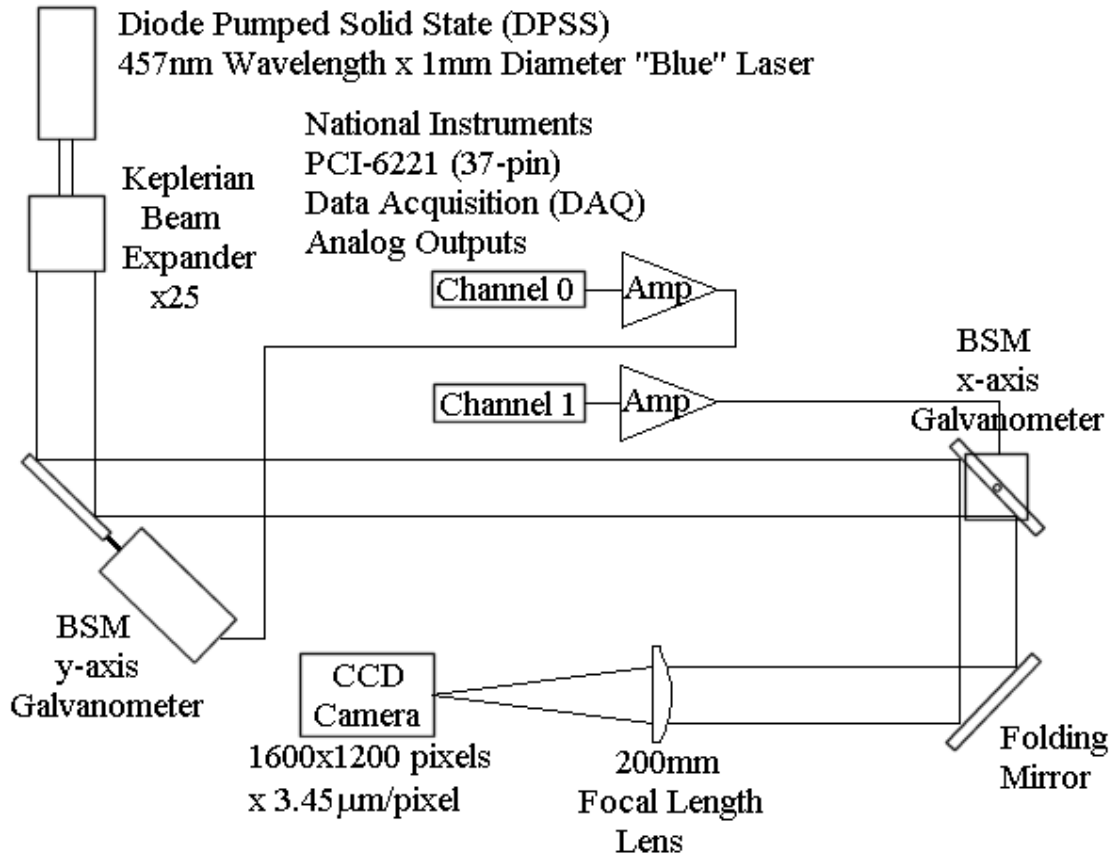 Diode Pumped Solid State (DPSS)
457nm Wavelength x 1mm Diameter "Blue" Laser
National Instruments
PCI-6221 (37-pin)
Data Acquisition (DAQ)
Analog Outputs
Keplerian
Beam
Expander
x25
Channel 0
Amp
Channel 1
Amp
BSM
x-axis
Galvanometer
BSM
y-axis
Galvanometer
CCD
Camera
1600x1200 pixels
x 3.45μm/pixel
200mm
Focal Length
Lens
Folding
Mirror